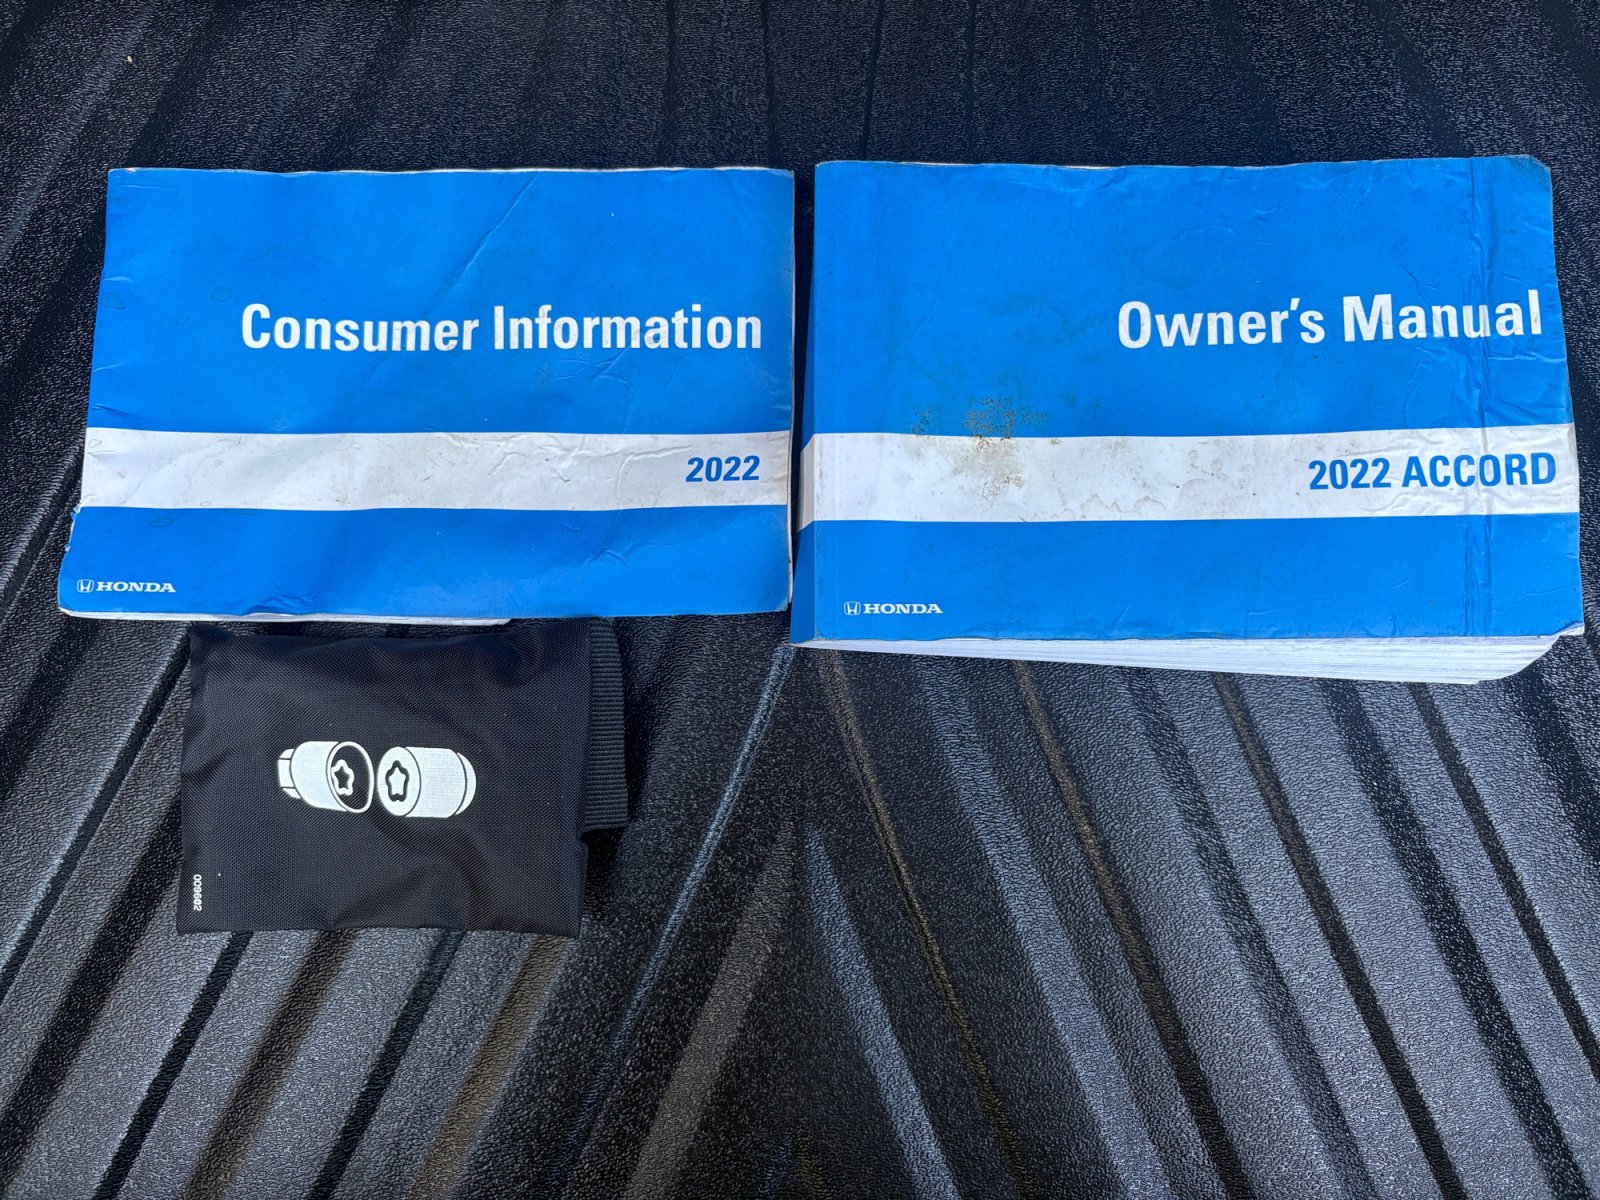 Consumer Information
2022
HONDA
Owner's Manual
2022 ACCORD
HONDA